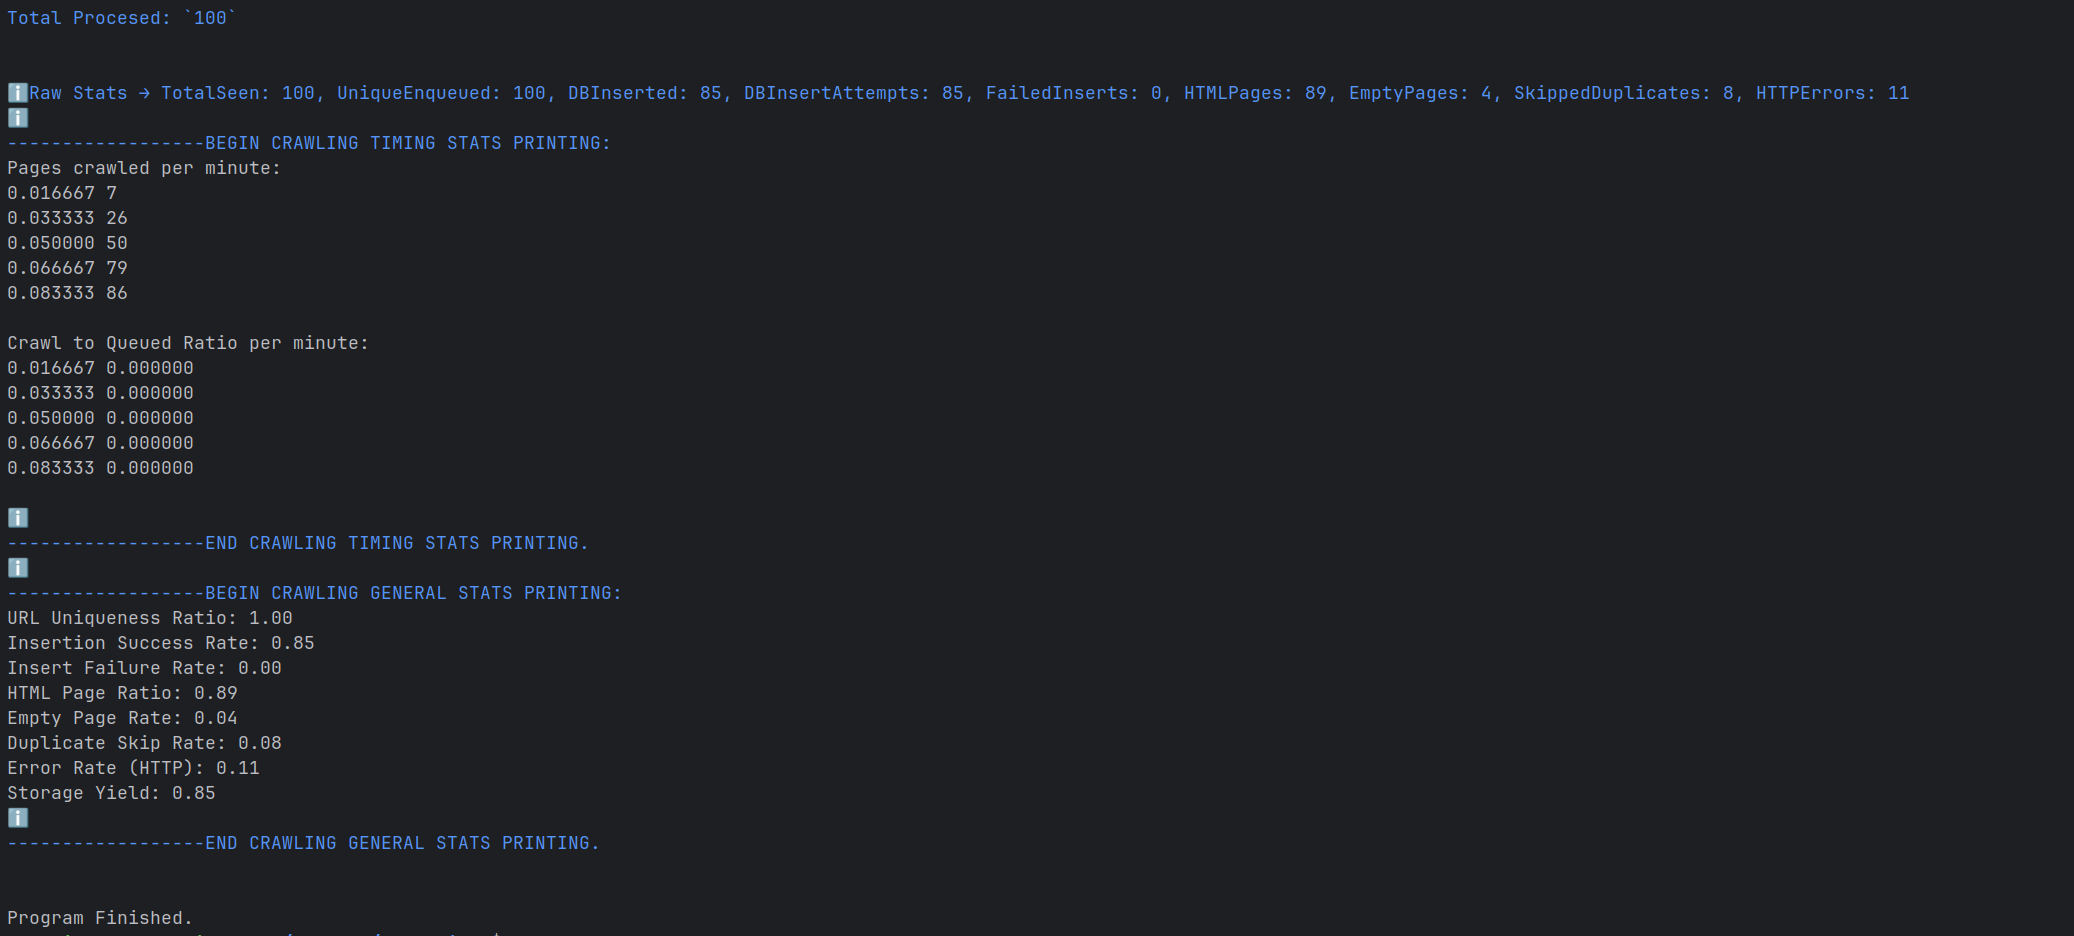 Total Procesed: `100`
ℹ️Raw Stats → TotalSeen: 100, UniqueEnqueued: 100, DBInserted: 85, DBInsertAttempts: 85, FailedInserts: 0, HTMLPages: 89, EmptyPages: 4, SkippedDuplicates: 8, HTTPErrors: 11
ℹ️
------------------BEGIN CRAWLING TIMING STATS PRINTING:
Pages crawled per minute:
0.016667 7
0.033333 26
0.050000 50
0.066667 79
0.083333 86
Crawl to Queued Ratio per minute:
0.016667 0.000000
0.033333 0.000000
0.050000 0.000000
0.066667 0.000000
0.083333 0.000000
ℹ️
------------------END CRAWLING TIMING STATS PRINTING.
ℹ️
------------------BEGIN CRAWLING GENERAL STATS PRINTING:
URL Uniqueness Ratio: 1.00
Insertion Success Rate: 0.85
Insert Failure Rate: 0.00
HTML Page Ratio: 0.89
Empty Page Rate: 0.04
Duplicate Skip Rate: 0.08
Error Rate (HTTP): 0.11
Storage Yield: 0.85
ℹ️
------------------END CRAWLING GENERAL STATS PRINTING.
Program Finished.